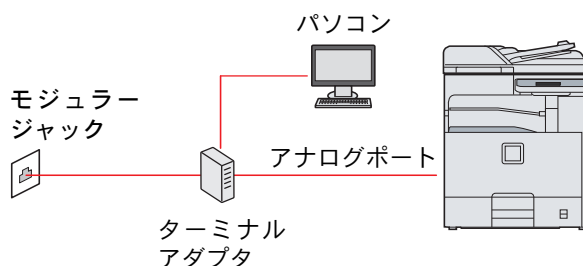 パソコン
モジュラー
ジャック
アナログポート
ターミナル
アダプタ